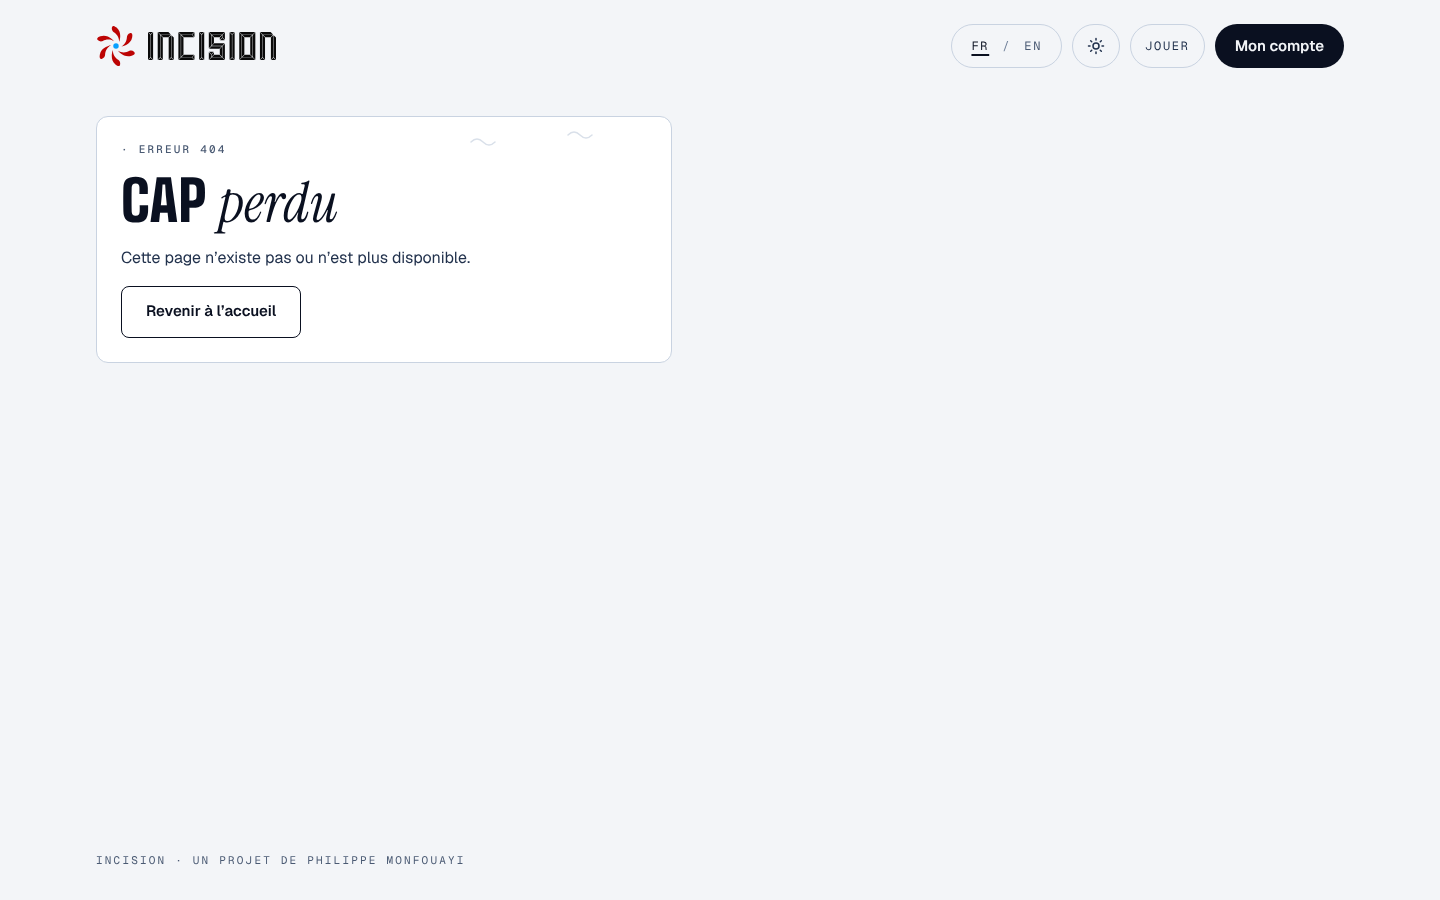 INCISION
FR / EN
JOUER
Mon compte
· ERREUR 404
CAP perdu
Cette page n’existe pas ou n’est plus disponible.
Revenir à l’accueil
INCISION · UN PROJET DE PHILIPPE MONFOUAYI